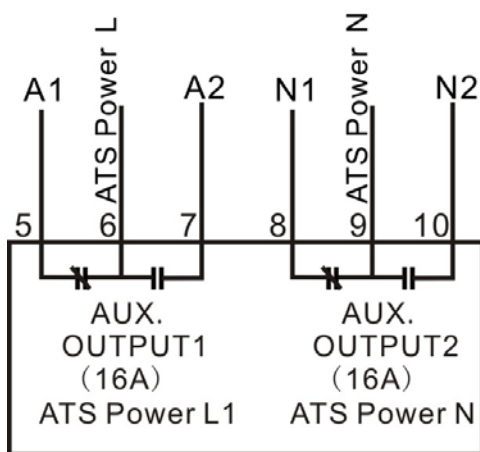 A1 ATS Power L A2 N1 ATS Power N N2
5 6 7 8 9 10
AUX.
OUTPUT1
(16A)
ATS Power L1
AUX.
OUTPUT2
(16A)
ATS Power N